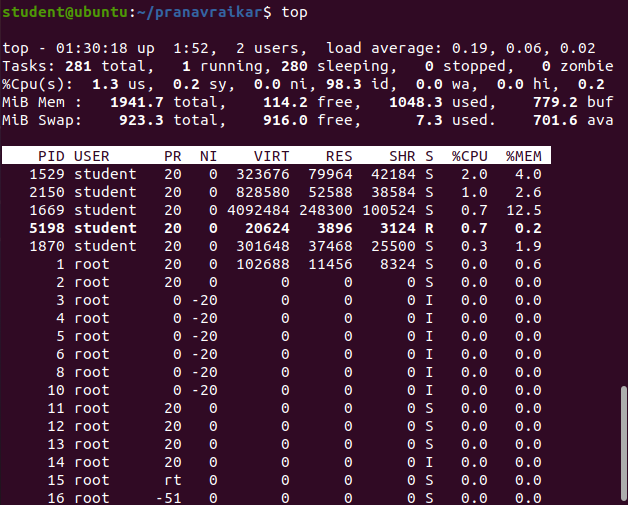 student@ubuntu:~/pranavraikar$ top
top - 01:30:18 up  1:52,  2 users,  load average: 0.19, 0.06, 0.02
Tasks: 281 total,   1 running, 280 sleeping,   0 stopped,   0 zombie
%Cpu(s):  1.3 us,  0.2 sy,  0.0 ni, 98.3 id,  0.0 wa,  0.0 hi,  0.2
MiB Mem :   1941.7 total,    114.2 free,   1048.3 used,    779.2 buf
MiB Swap:    923.3 total,    916.0 free,      7.3 used.    701.6 ava
PID USER      PR  NI    VIRT    RES    SHR S  %CPU  %MEM
1529 student   20   0  323676  79964  42184 S   2.0   4.0
2150 student   20   0  828580  52588  38584 S   1.0   2.6
1669 student   20   0 4092484 248300 100524 S   0.7  12.5
5198 student   20   0   20624   3896   3124 R   0.7   0.2
1870 student   20   0  301648  37468  25500 S   0.3   1.9
1 root      20   0  102688  11456   8324 S   0.0   0.6
2 root      20   0       0      0      0 S   0.0   0.0
3 root       0 -20       0      0      0 I   0.0   0.0
4 root       0 -20       0      0      0 I   0.0   0.0
5 root       0 -20       0      0      0 I   0.0   0.0
6 root       0 -20       0      0      0 I   0.0   0.0
8 root       0 -20       0      0      0 I   0.0   0.0
10 root       0 -20       0      0      0 I   0.0   0.0
11 root      20   0       0      0      0 S   0.0   0.0
12 root      20   0       0      0      0 S   0.0   0.0
13 root      20   0       0      0      0 S   0.0   0.0
14 root      20   0       0      0      0 I   0.0   0.0
15 root      rt   0       0      0      0 S   0.0   0.0
16 root     -51   0       0      0      0 S   0.0   0.0